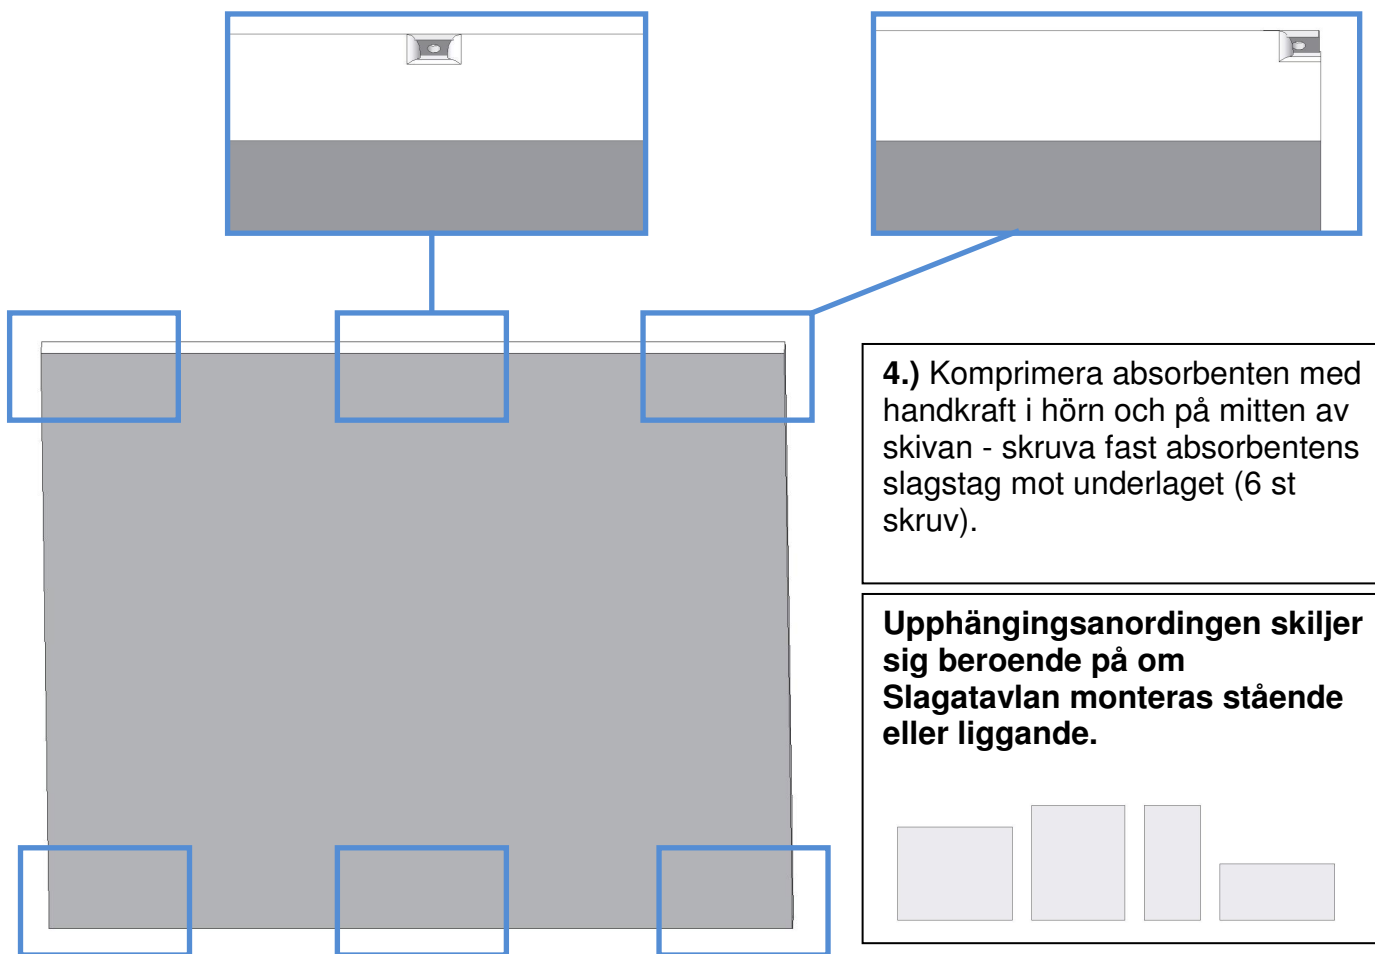 4.) Komprimera absorbenten med
handkraft i hörn och på mitten av
skivan - skruva fast absorbentens
slagstag mot underlaget (6 st
skruv).
Upphängingsanordingen skiljer
sig beroende på om
Slagatavlan monteras stående
eller liggande.